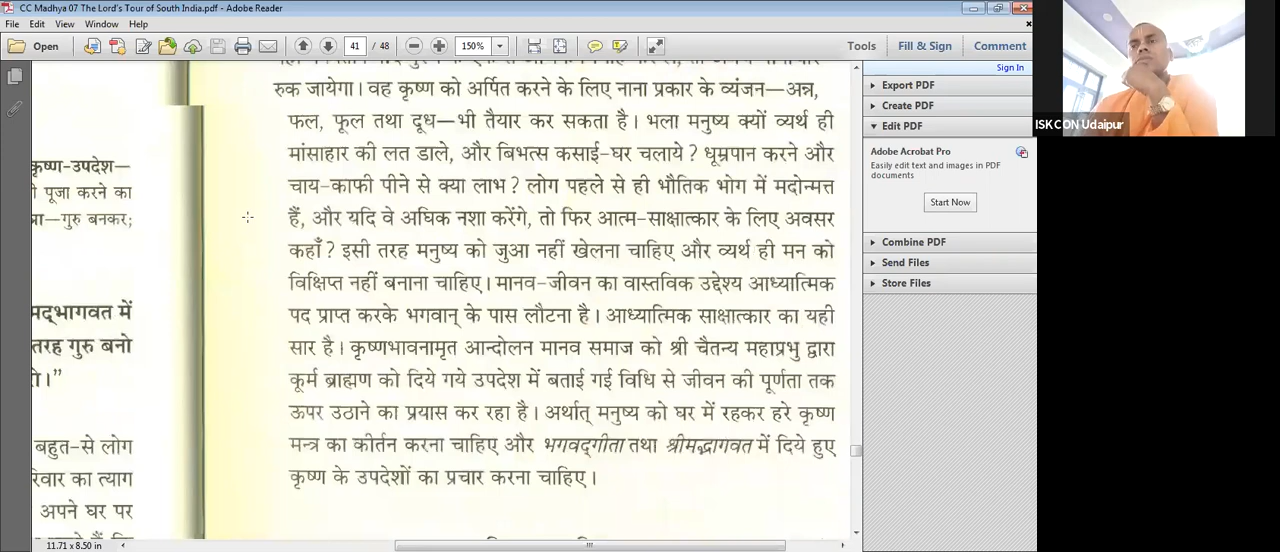 CC Madhya 07 The Lord's Tour of South India.pdf - Adobe Reader
File Edit View Window Help
Open 41 / 48 150% Tools Fill & Sign Comment
Sign In
Export PDF
Create PDF
Edit PDF
Adobe Acrobat Pro
Easily edit text and images in PDF documents
Start Now
Combine PDF
Send Files
Store Files
ISKCON Udaipur
कृष्ण-उपदेश—
पूजा करने का
गुरु बनकर;
मद्भागवत में
तरह गुरु बनो
बहुत-से लोग
रिवार का त्याग
अपने घर पर
रुक जायेगा। वह कृष्ण को अर्पित करने के लिए नाना प्रकार के व्यंजन—अन्न,
फल, फूल तथा दूध—भी तैयार कर सकता है। भला मनुष्य क्यों व्यर्थ ही
मांसाहार की लत डाले, और बिभत्स कसाई-घर चलाये? धूम्रपान करने और
चाय-काफी पीने से क्या लाभ? लोग पहले से ही भौतिक भोग में मदोन्मत्त
हैं, और यदि वे अधिक नशा करेंगे, तो फिर आत्म-साक्षात्कार के लिए अवसर
कहाँ? इसी तरह मनुष्य को जुआ नहीं खेलना चाहिए और व्यर्थ ही मन को
विक्षिप्त नहीं बनाना चाहिए। मानव-जीवन का वास्तविक उद्देश्य आध्यात्मिक
पद प्राप्त करके भगवान् के पास लौटना है। आध्यात्मिक साक्षात्कार का यही
सार है। कृष्णभावनामृत आन्दोलन मानव समाज को श्री चैतन्य महाप्रभु द्वारा
कूर्म ब्राह्मण को दिये गये उपदेश में बताई गई विधि से जीवन की पूर्णता तक
ऊपर उठाने का प्रयास कर रहा है। अर्थात् मनुष्य को घर में रहकर हरे कृष्ण
मन्त्र का कीर्तन करना चाहिए और भगवद्‌गीता तथा श्रीमद्भागवत में दिये हुए
कृष्ण के उपदेशों का प्रचार करना चाहिए।
11.71 x 8.50 in